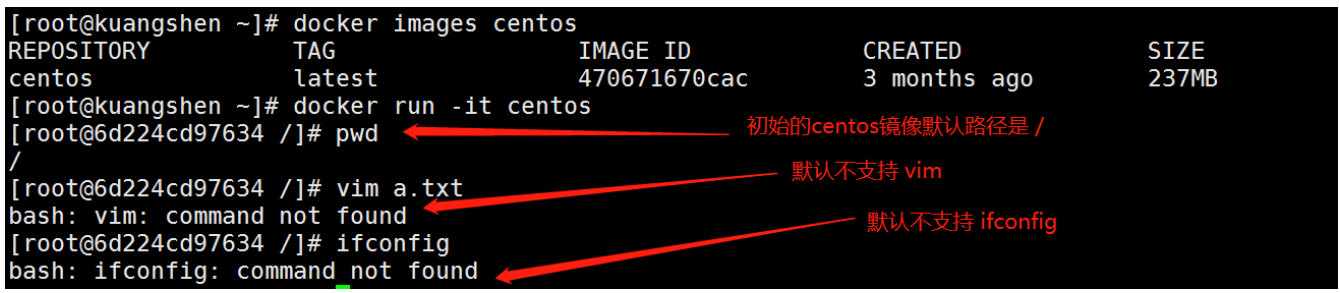 [root@kuangshen ~]# docker images centos
REPOSITORY TAG IMAGE ID CREATED SIZE
centos latest 470671670cac 3 months ago 237MB
[root@kuangshen ~]# docker run -it centos
[root@6d224cd97634 /]# pwd
初始的centos镜像默认路径是 /
/
默认不支持 vim
[root@6d224cd97634 /]# vim a.txt
bash: vim: command not found
默认不支持 ifconfig
[root@6d224cd97634 /]# ifconfig
bash: ifconfig: command not found